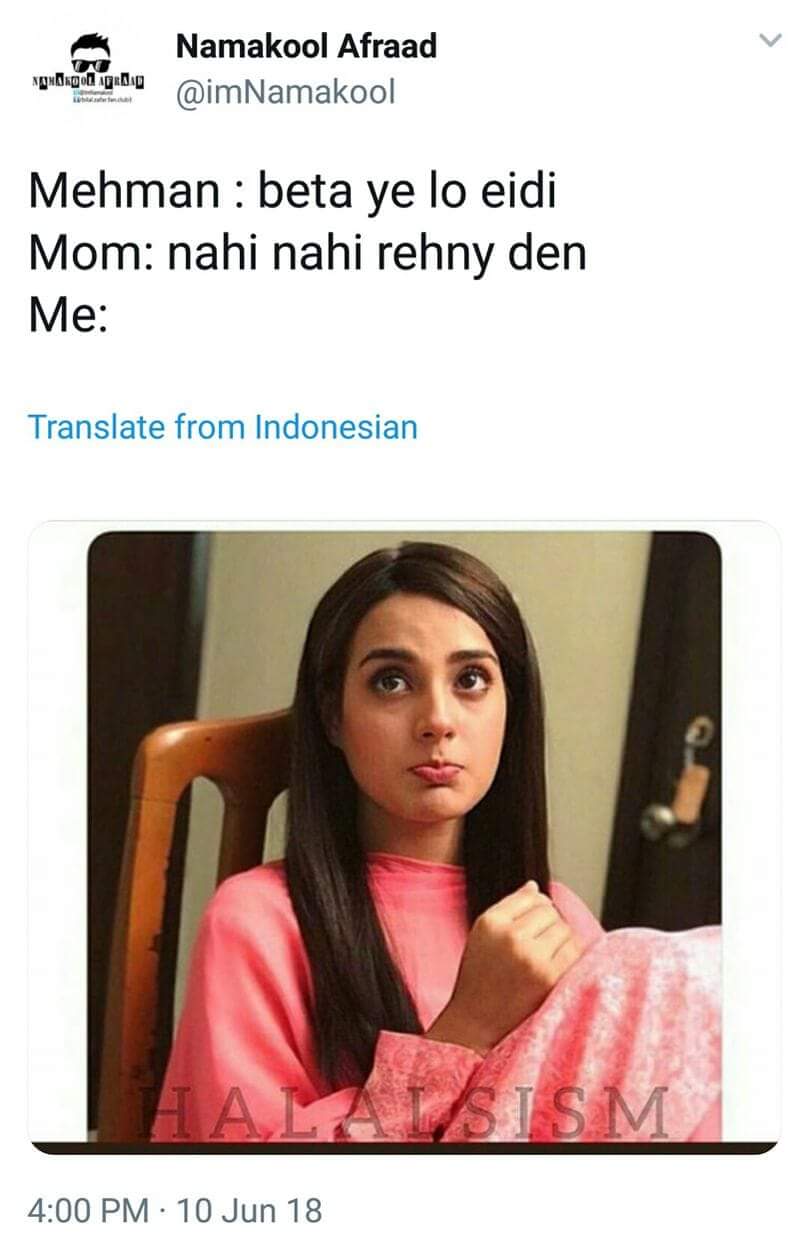 Namakool Afraad
NAMAKOOL AFRAAD
@imNamakool
Mehman : beta ye lo eidi
Mom: nahi nahi rehny den
Me:
Translate from Indonesian
HALALSISM
4:00 PM · 10 Jun 18